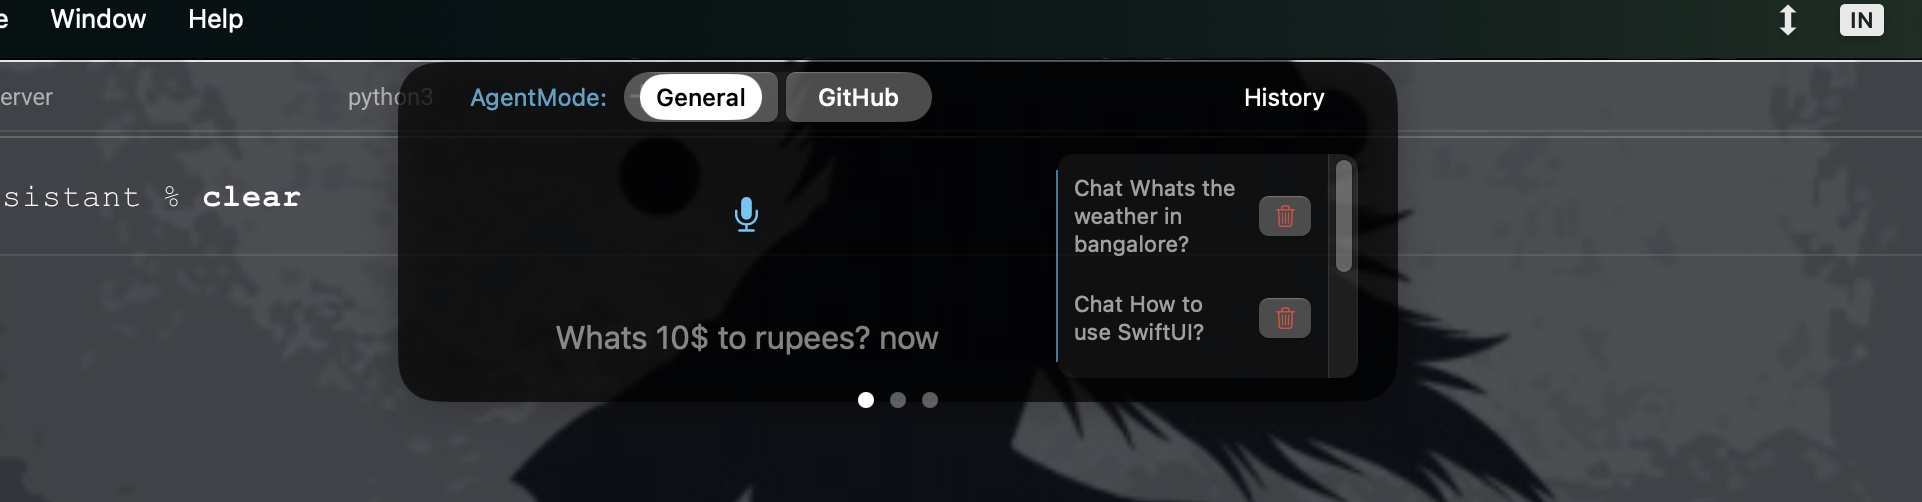 e Window Help IN
erver python3 AgentMode: General GitHub History
sistant % clear
Chat Whats the
weather in
bangalore?
Chat How to
use SwiftUI?
Whats 10$ to rupees? now